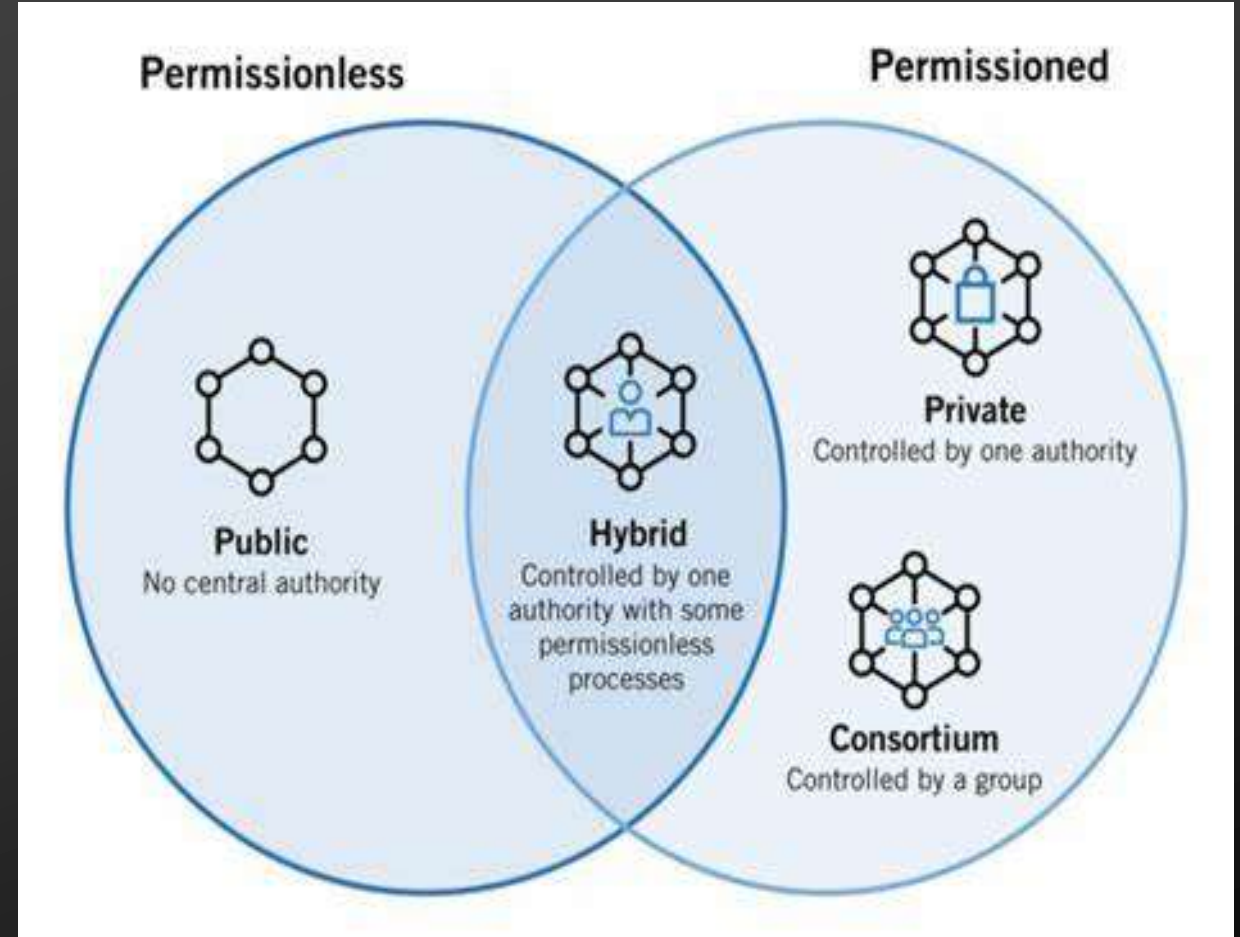 Permissionless
Permissioned
Public
No central authority
Hybrid
Controlled by one
authority with some
permissionless
processes
Private
Controlled by one authority
Consortium
Controlled by a group